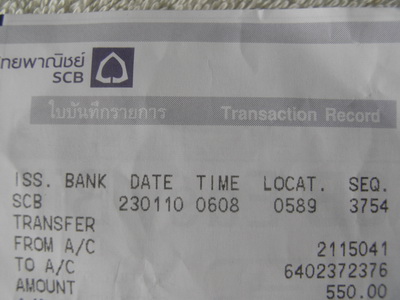 ไทยพาณิชย์
SCB
ใบบันทึกรายการ Transaction Record
ISS. BANK DATE TIME LOCAT. SEQ.
SCB 230110 0608 0589 3754
TRANSFER
FROM A/C 2115041
TO A/C 6402372376
AMOUNT 550.00